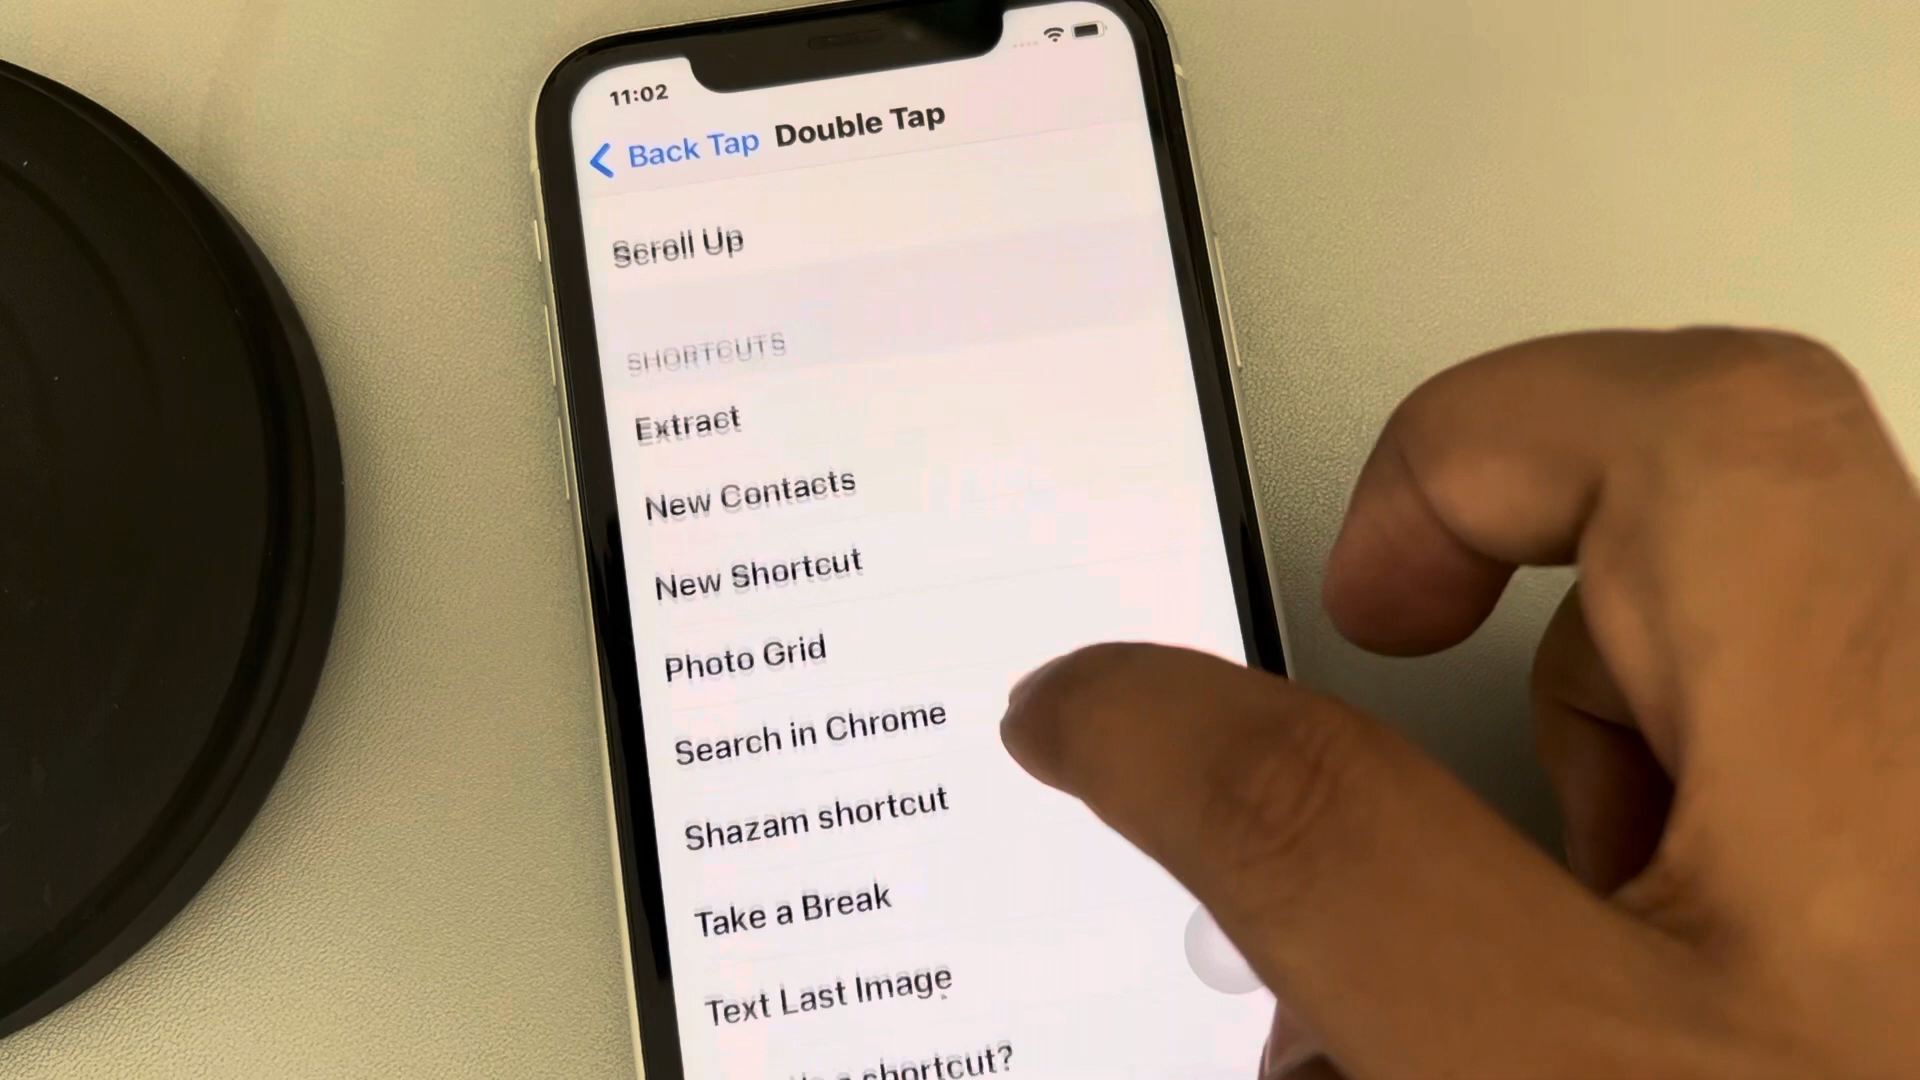 11:02
Back Tap Double Tap
Scroll Up
SHORTCUTS
Extract
New Contacts
New Shortcut
Photo Grid
Search in Chrome
Shazam shortcut
Take a Break
Text Last Image
a shortcut?